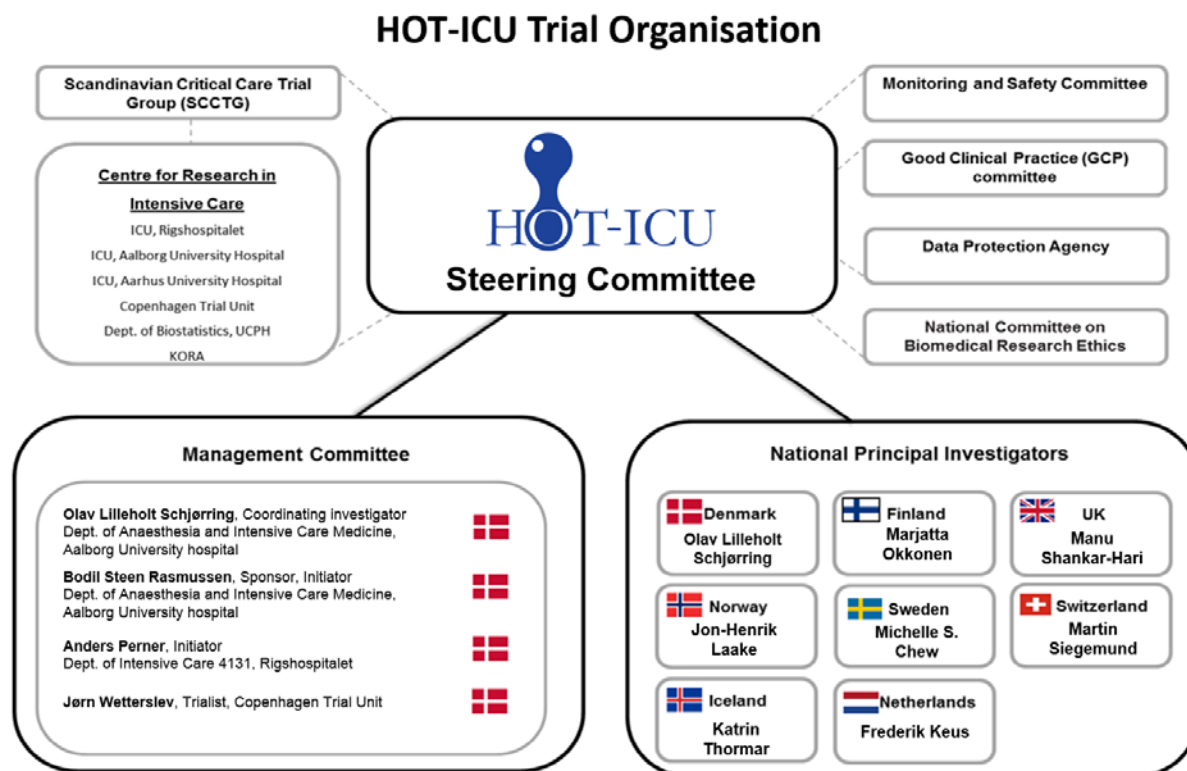 HOT-ICU Trial Organisation
Scandinavian Critical Care Trial
Group (SCCTG)
Centre for Research in
Intensive Care
ICU, Rigshospitalet
ICU, Aalborg University Hospital
ICU, Aarhus University Hospital
Copenhagen Trial Unit
Dept. of Biostatistics, UCPH
KORA
HOT-ICU
Steering Committee
Monitoring and Safety Committee
Good Clinical Practice (GCP)
committee
Data Protection Agency
National Committee on
Biomedical Research Ethics
Management Committee
Olav Lilleholt Schjørring, Coordinating investigator
Dept. of Anaesthesia and Intensive Care Medicine,
Aalborg University hospital
Bodil Steen Rasmussen, Sponsor, Initiator
Dept. of Anaesthesia and Intensive Care Medicine,
Aalborg University hospital
Anders Perner, Initiator
Dept. of Intensive Care 4131, Rigshospitalet
Jørn Wetterslev, Trialist, Copenhagen Trial Unit
National Principal Investigators
Denmark
Olav Lilleholt
Schjørring
Finland
Marjatta
Okkonen
UK
Manu
Shankar-Hari
Norway
Jon-Henrik
Laake
Sweden
Michelle S.
Chew
Switzerland
Martin
Siegemund
Iceland
Katrin
Thormar
Netherlands
Frederik Keus